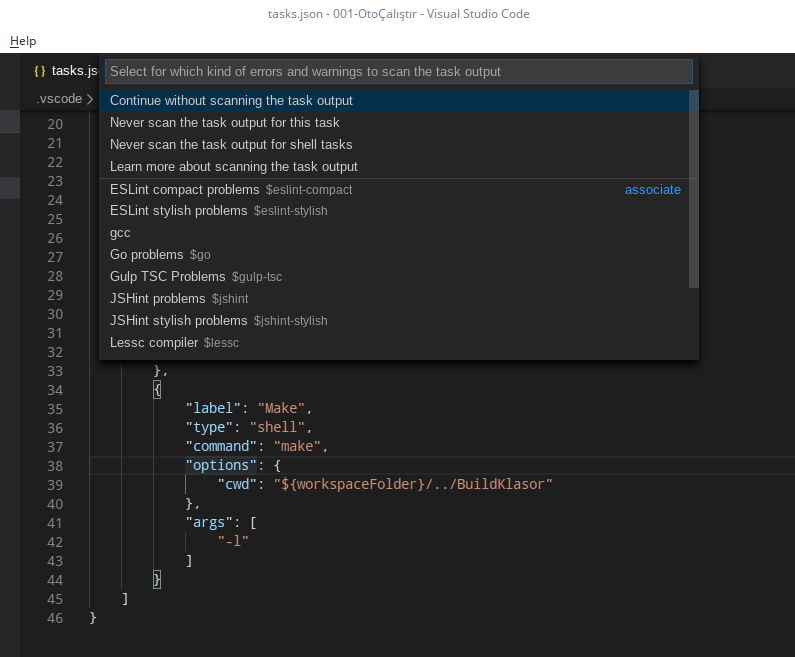 tasks.json - 001-OtoÇalıştır - Visual Studio Code
Help
{} tasks.js
.vscode >
Select for which kind of errors and warnings to scan the task output
Continue without scanning the task output
Never scan the task output for this task
Never scan the task output for shell tasks
Learn more about scanning the task output
ESLint compact problems $eslint-compact associate
ESLint stylish problems $eslint-stylish
gcc
Go problems $go
Gulp TSC Problems $gulp-tsc
JSHint problems $jshint
JSHint stylish problems $jshint-stylish
Lessc compiler $lessc
20
21
22
23
24
25
26
27
28
29
30
31
32
33 },
34 {
35 "label": "Make",
36 "type": "shell",
37 "command": "make",
38 "options": {
39 "cwd": "${workspaceFolder}/../BuildKlasor"
40 },
41 "args": [
42 "-l"
43 ]
44 }
45 ]
46 }